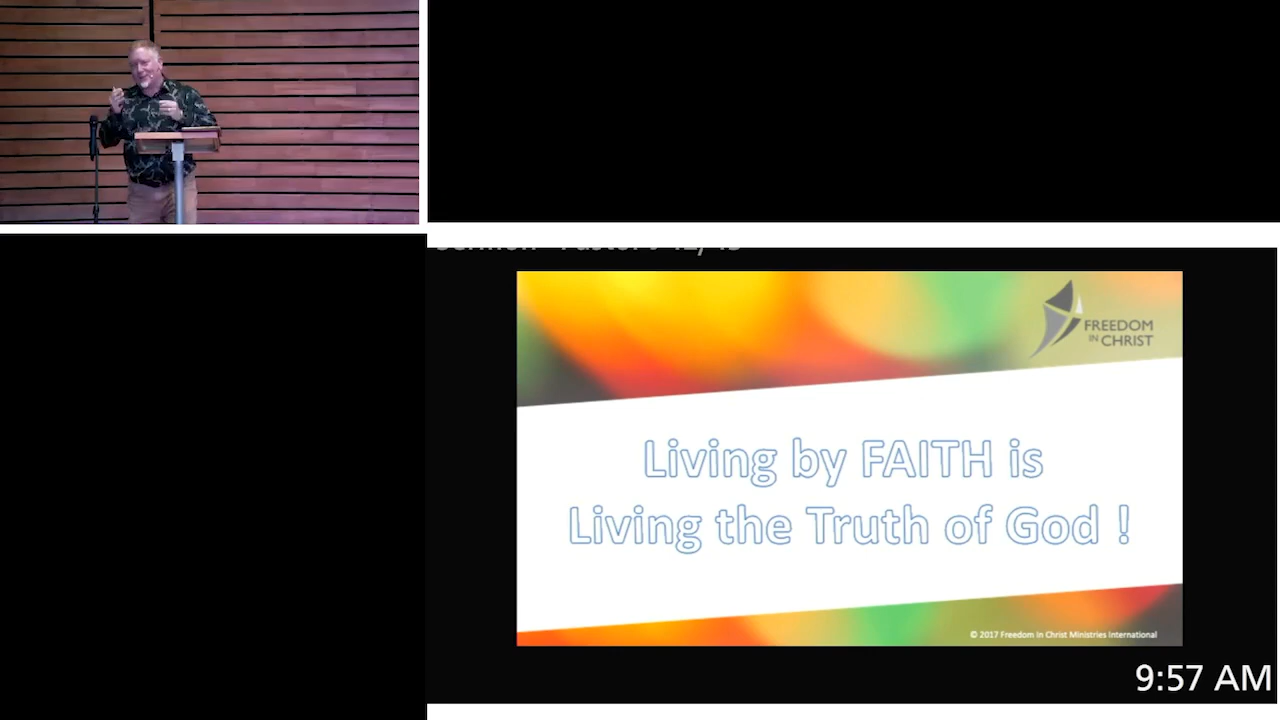 FREEDOM
IN CHRIST
Living by FAITH is
Living the Truth of God !
© 2017 Freedom In Christ Ministries International
9:57 AM